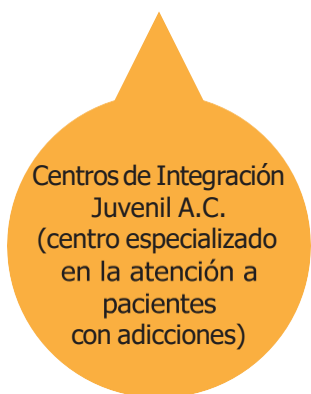 Centros de Integración
Juvenil A.C.
(centro especializado
en la atención a
pacientes
con adicciones)